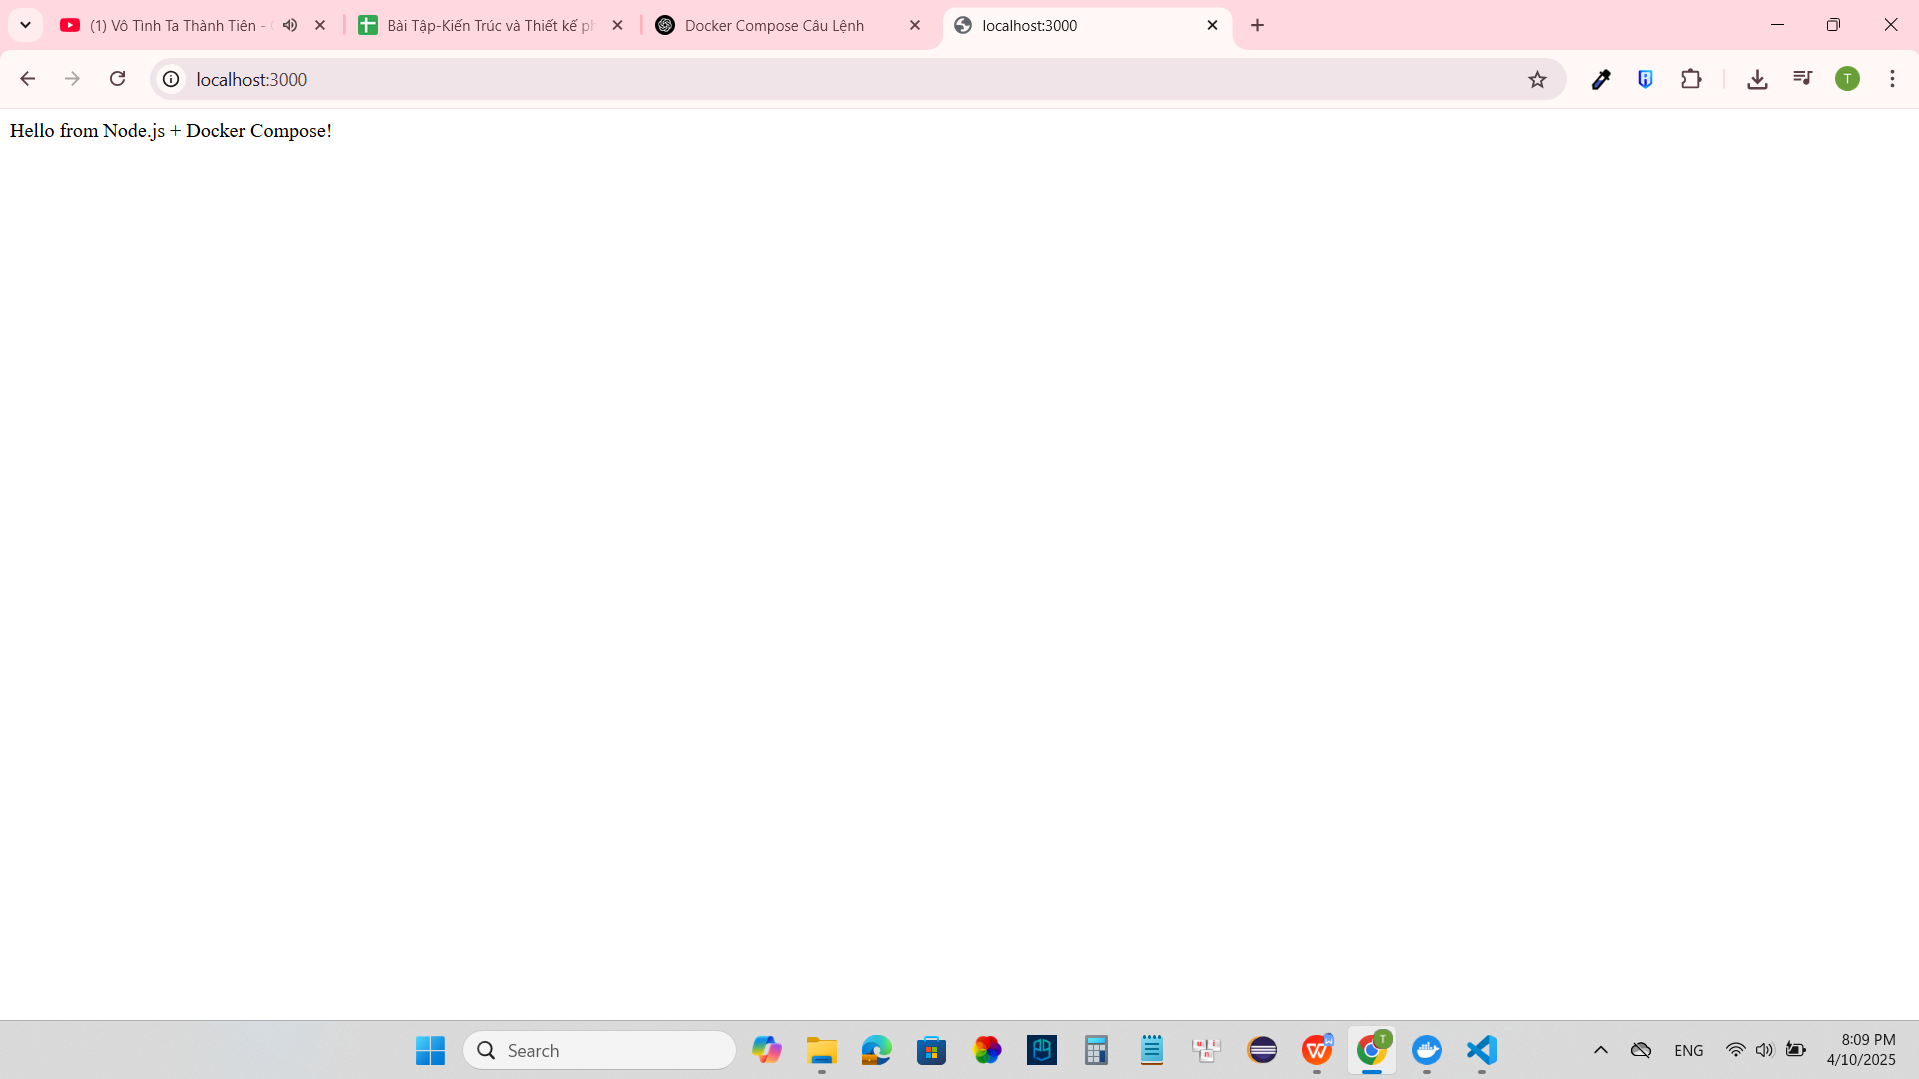 (1) Vô Tình Ta Thành Tiên -
Bài Tập-Kiến Trúc và Thiết kế
Docker Compose Câu Lệnh
localhost:3000
localhost:3000
T
Hello from Node.js + Docker Compose!
Search
T
ENG
8:09 PM
4/10/2025